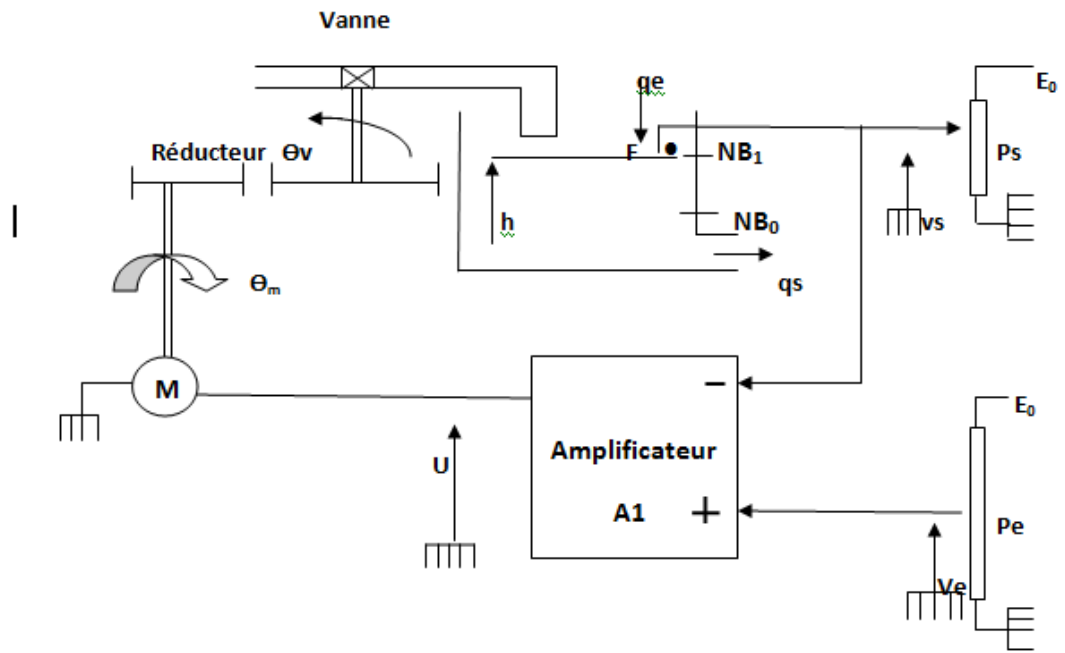 Vanne
qe
E₀
Réducteur ϴv
F
NB₁
Ps
h
NB₀
vs
qs
ϴₘ
M
−
E₀
Amplificateur
U
A1
+
Pe
Ve